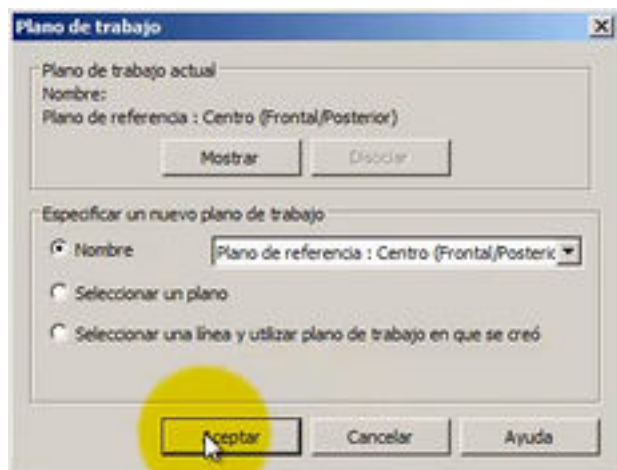 Plano de trabajo
Plano de trabajo actual
Nombre:
Plano de referencia : Centro (Frontal/Posterior)
Mostrar Disociar
Especificar un nuevo plano de trabajo
Nombre Plano de referencia : Centro (Frontal/Posteric
Seleccionar un plano
Seleccionar una línea y utilizar plano de trabajo en que se creó
Aceptar Cancelar Ayuda